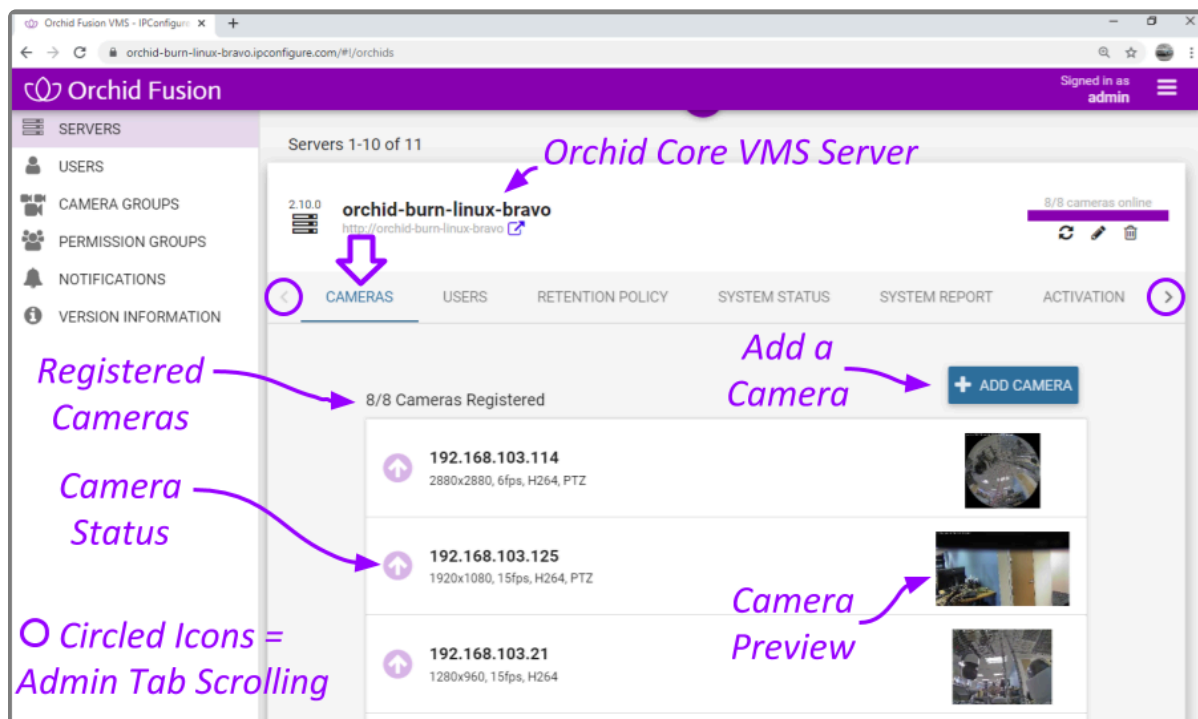 Orchid Fusion VMS - IPConfigure
orchid-burn-linux-bravo.ipconfigure.com/#!/orchids
Orchid Fusion
Signed in as
admin
SERVERS
USERS
CAMERA GROUPS
PERMISSION GROUPS
NOTIFICATIONS
VERSION INFORMATION
Servers 1-10 of 11
Orchid Core VMS Server
2.10.0
orchid-burn-linux-bravo
http://orchid-burn-linux-bravo
8/8 cameras online
CAMERAS USERS RETENTION POLICY SYSTEM STATUS SYSTEM REPORT ACTIVATION
Registered
Cameras
Add a
Camera
+ ADD CAMERA
8/8 Cameras Registered
192.168.103.114
2880x2880, 6fps, H264, PTZ
Camera
Status
192.168.103.125
1920x1080, 15fps, H264, PTZ
Camera
Preview
192.168.103.21
1280x960, 15fps, H264
Circled Icons =
Admin Tab Scrolling